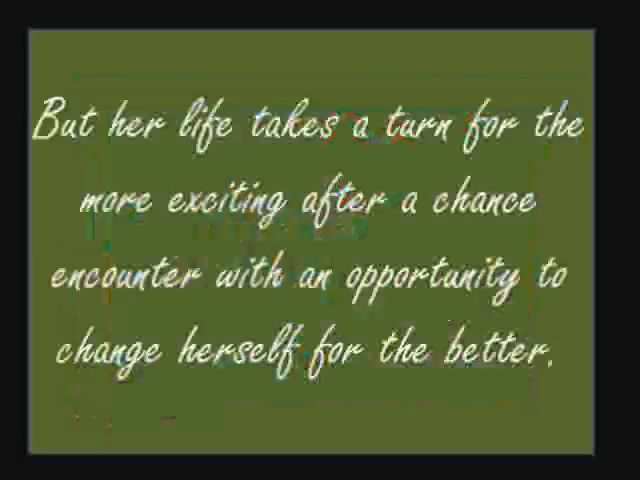 But her life takes a turn for the
more exciting after a chance
encounter with an opportunity to
change herself for the better.